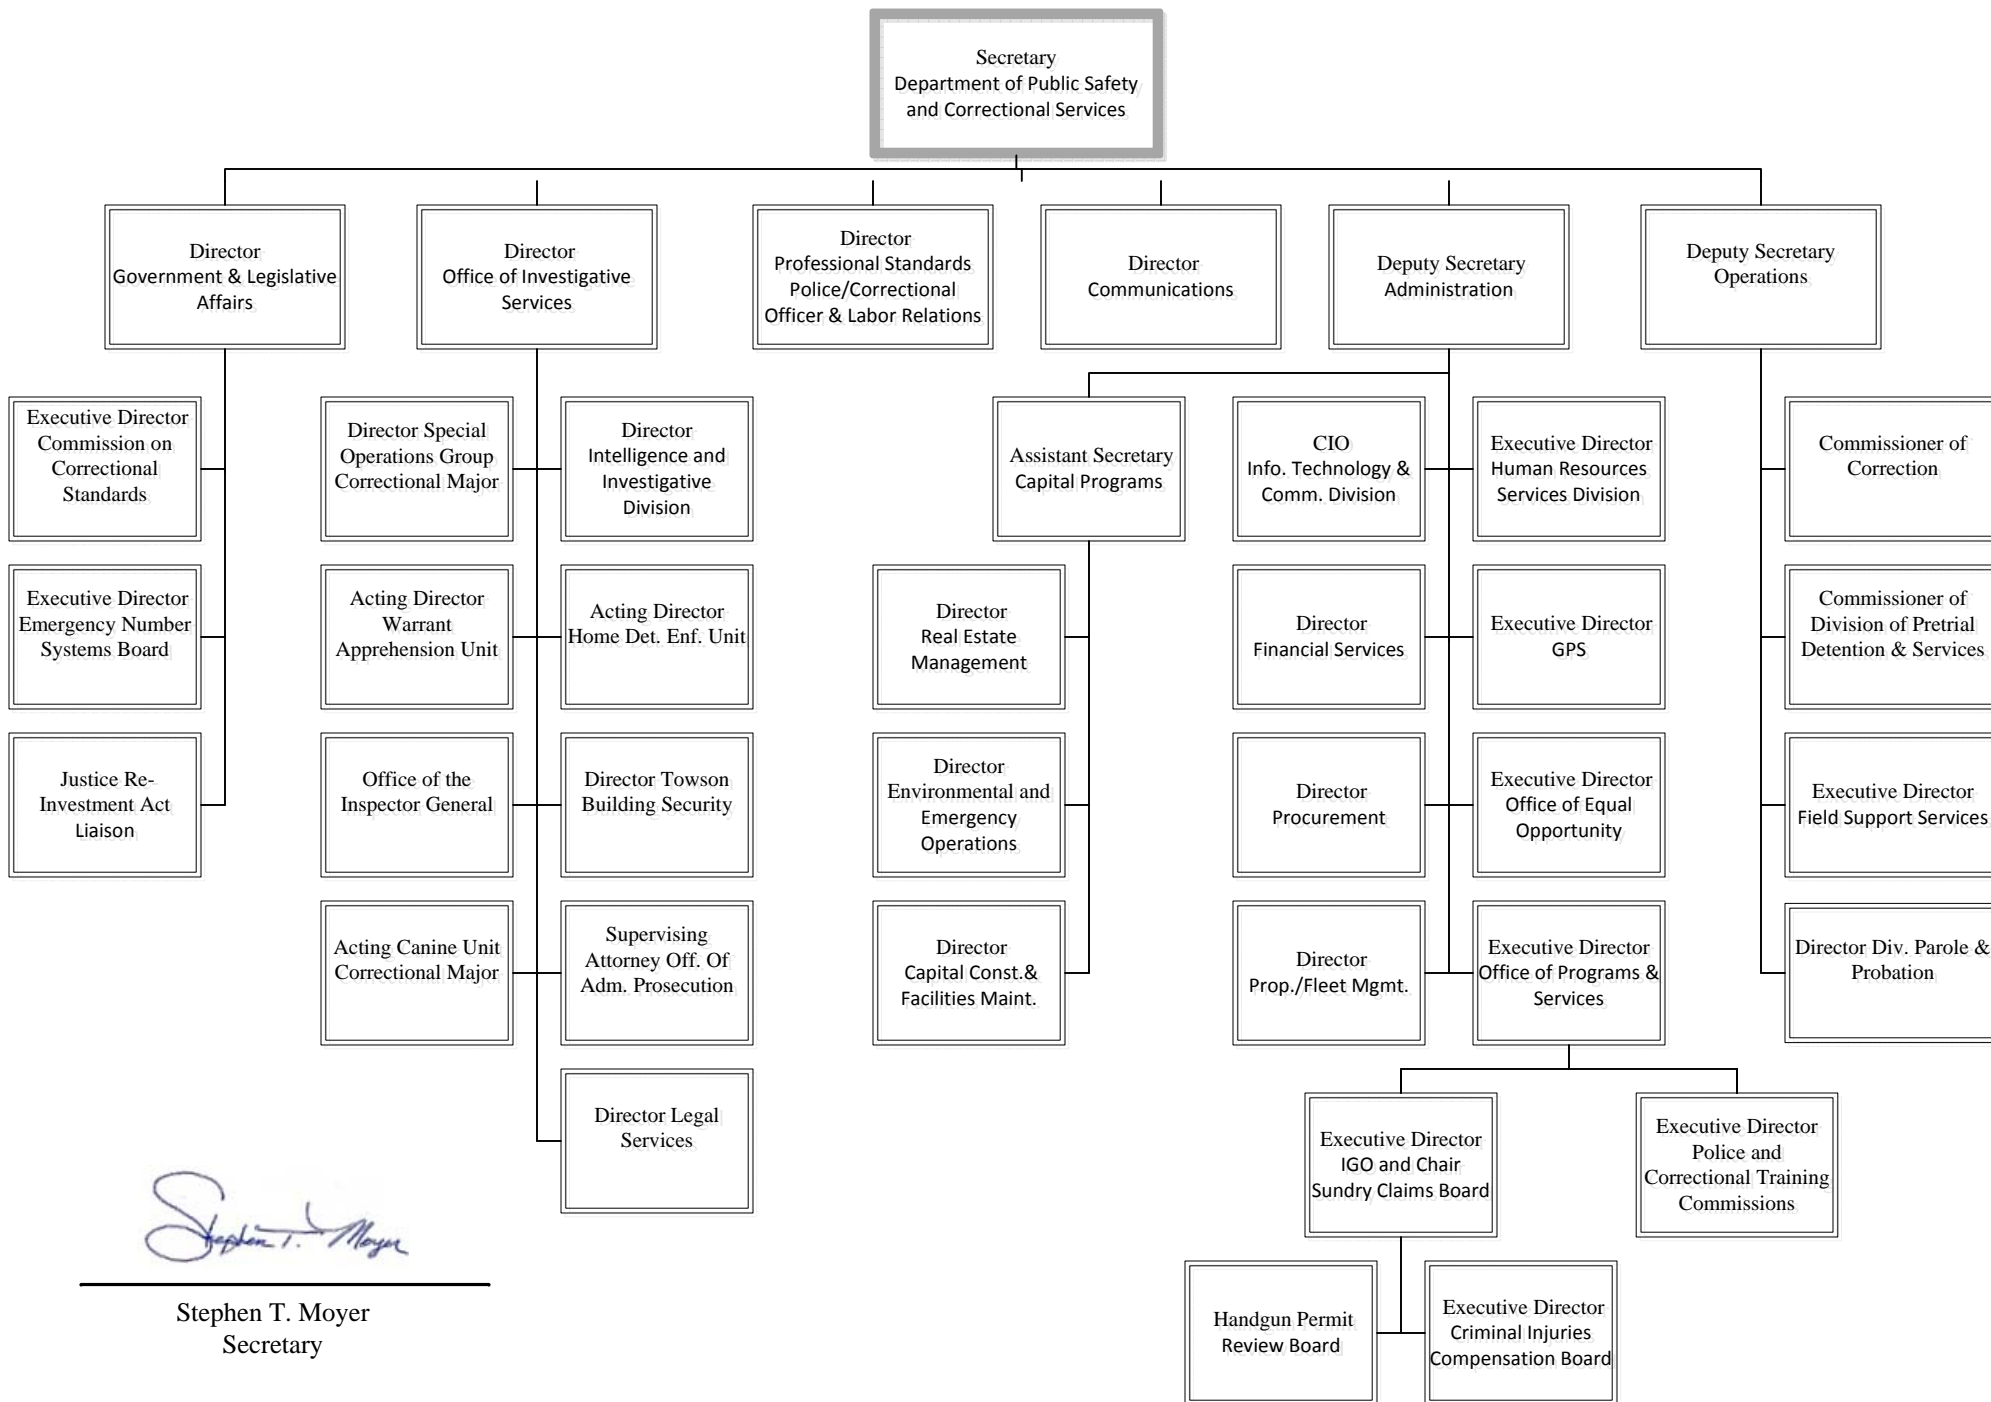 Secretary
Department of Public Safety
and Correctional Services
Director
Government & Legislative
Affairs
Director
Office of Investigative
Services
Director
Professional Standards
Police/Correctional
Officer & Labor Relations
Director
Communications
Deputy Secretary
Administration
Deputy Secretary
Operations
Executive Director
Commission on
Correctional
Standards
Director Special
Operations Group
Correctional Major
Director
Intelligence and
Investigative
Division
Assistant Secretary
Capital Programs
CIO
Info. Technology &
Comm. Division
Executive Director
Human Resources
Services Division
Commissioner of
Correction
Executive Director
Emergency Number
Systems Board
Acting Director
Warrant
Apprehension Unit
Acting Director
Home Det. Enf. Unit
Director
Real Estate
Management
Director
Financial Services
Executive Director
GPS
Commissioner of
Division of Pretrial
Detention & Services
Justice Re-
Investment Act
Liaison
Office of the
Inspector General
Director Towson
Building Security
Director
Environmental and
Emergency
Operations
Director
Procurement
Executive Director
Office of Equal
Opportunity
Executive Director
Field Support Services
Acting Canine Unit
Correctional Major
Supervising
Attorney Off. Of
Adm. Prosecution
Director
Capital Const.&
Facilities Maint.
Director
Prop./Fleet Mgmt.
Executive Director
Office of Programs &
Services
Director Div. Parole &
Probation
Director Legal
Services
Executive Director
IGO and Chair
Sundry Claims Board
Executive Director
Police and
Correctional Training
Commissions
Handgun Permit
Review Board
Executive Director
Criminal Injuries
Compensation Board
Stephen T. Moyer
Stephen T. Moyer
Secretary